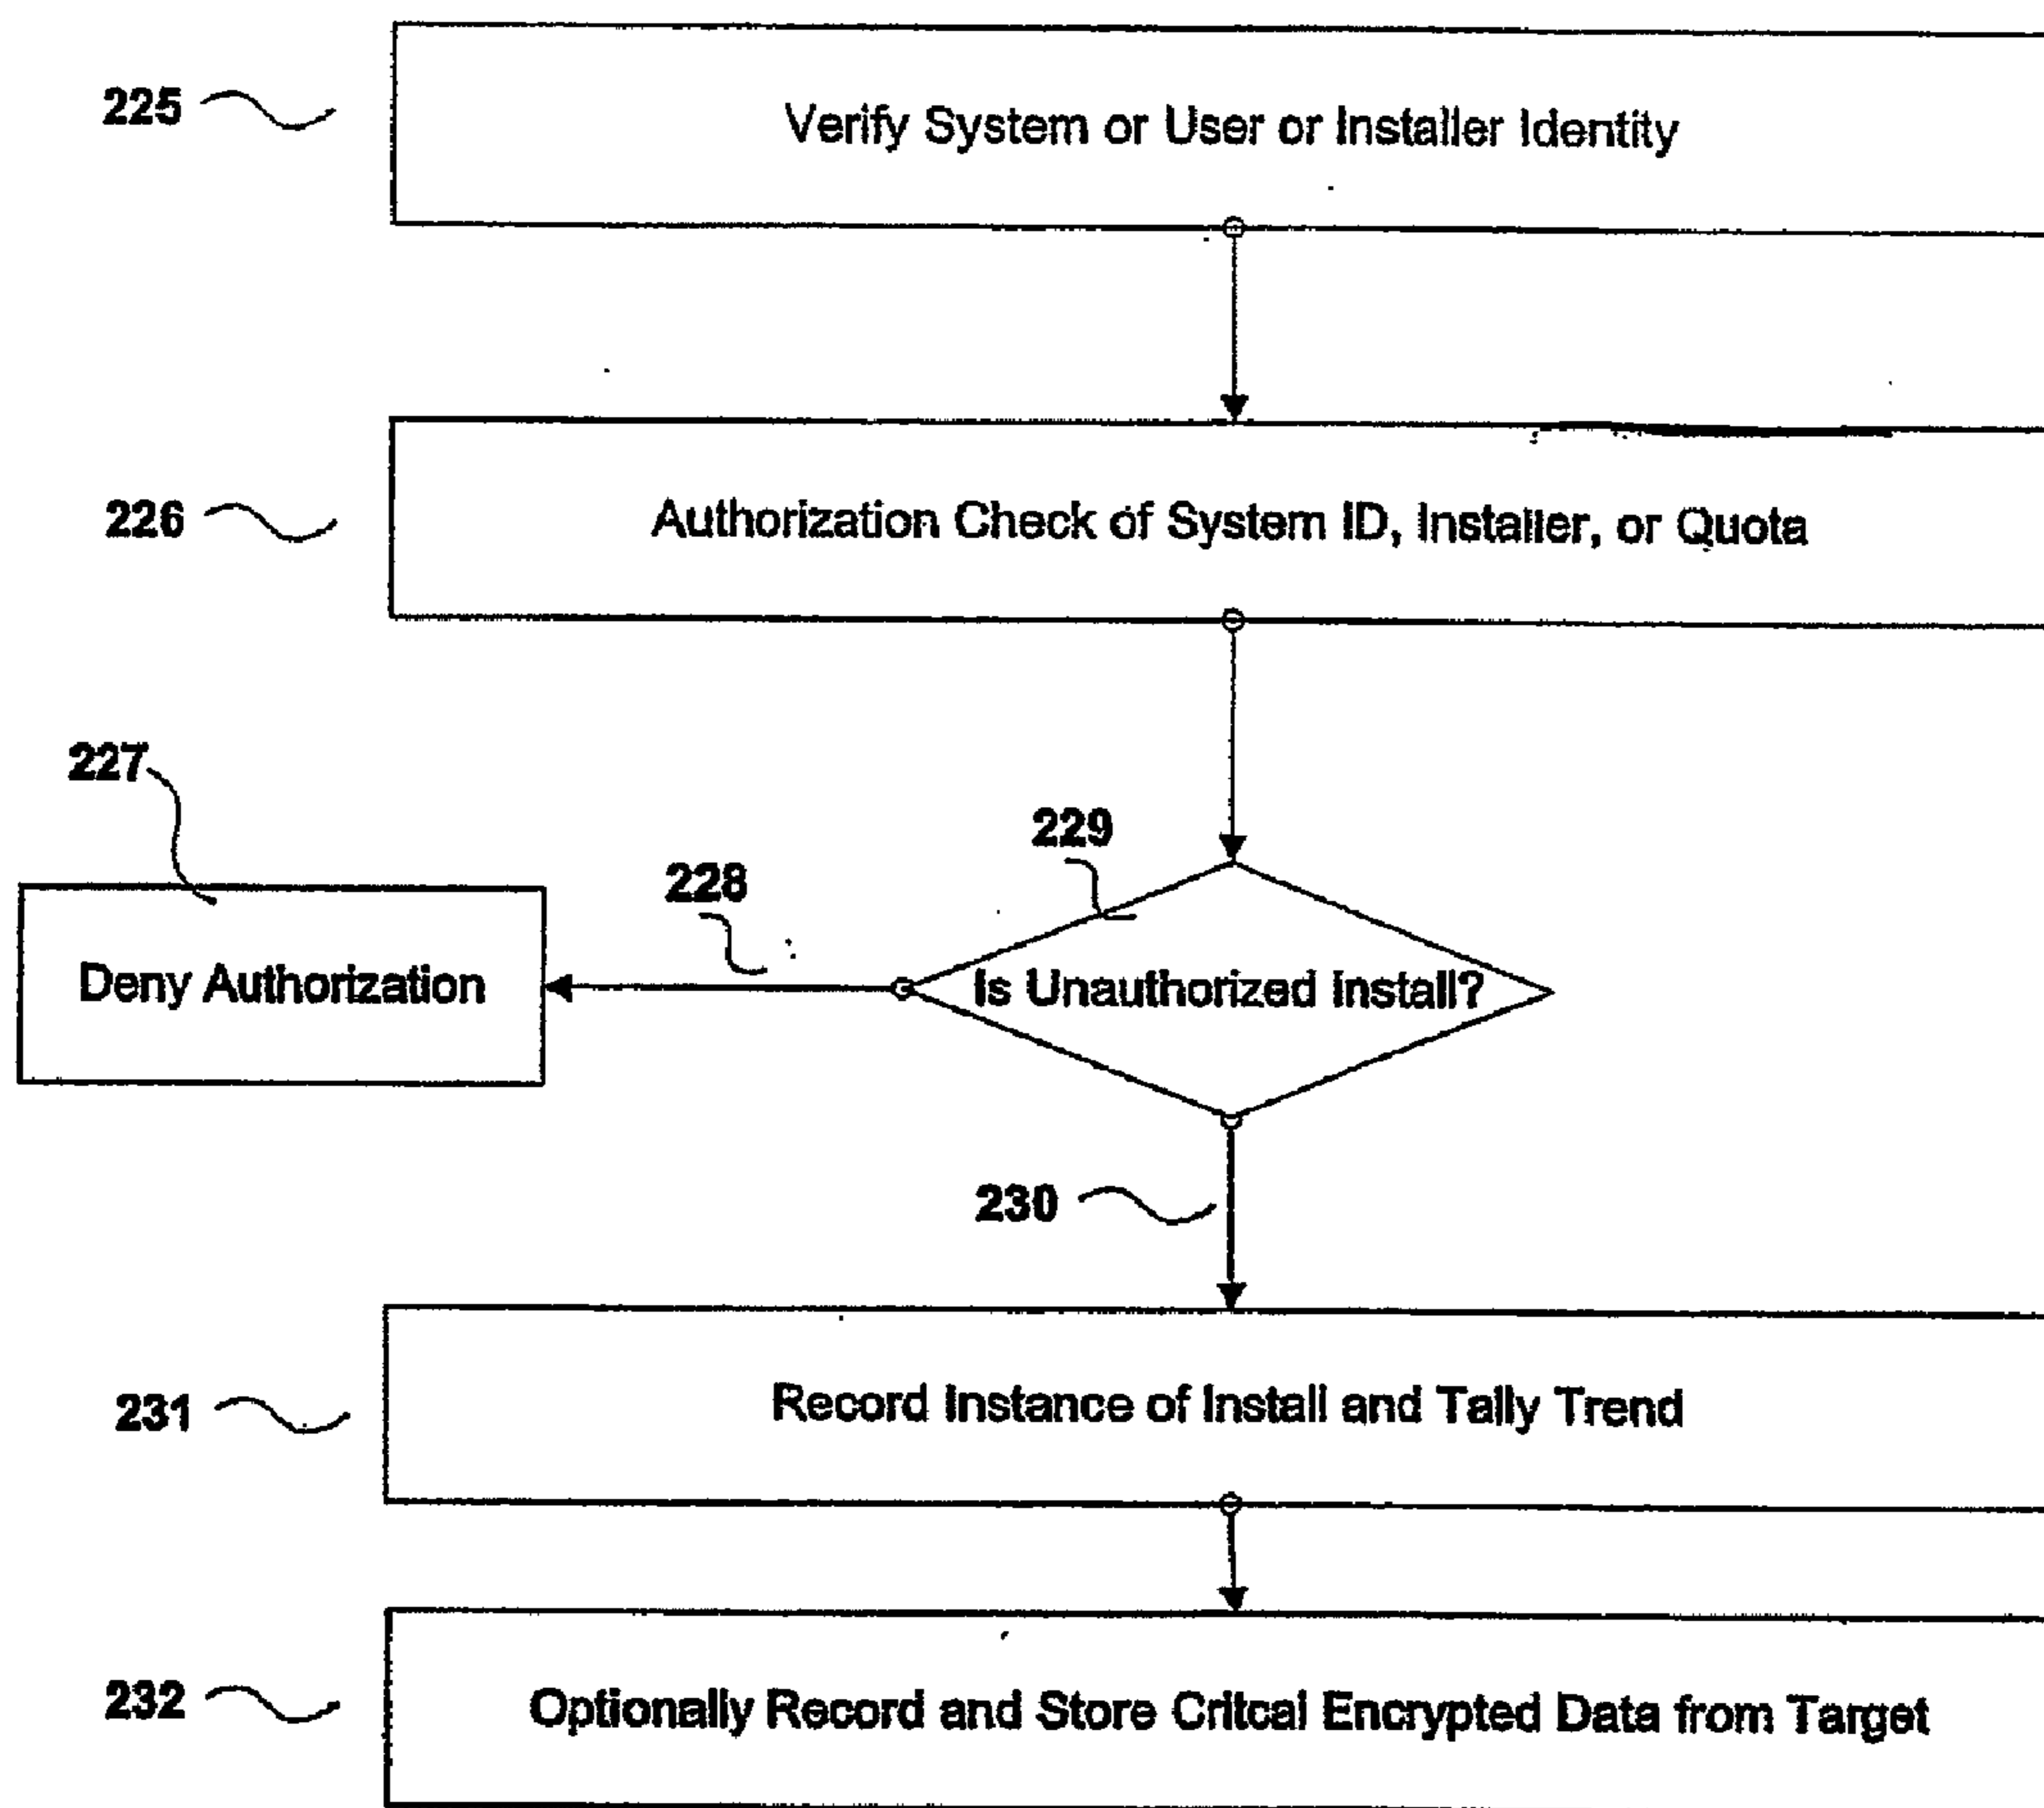 225
Verify System or User or Installer Identity
226
Authorization Check of System ID, Installer, or Quota
227
229
228
Deny Authorization
Is Unauthorized Install?
230
231
Record Instance of Install and Tally Trend
232
Optionally Record and Store Critcal Encrypted Data from Target